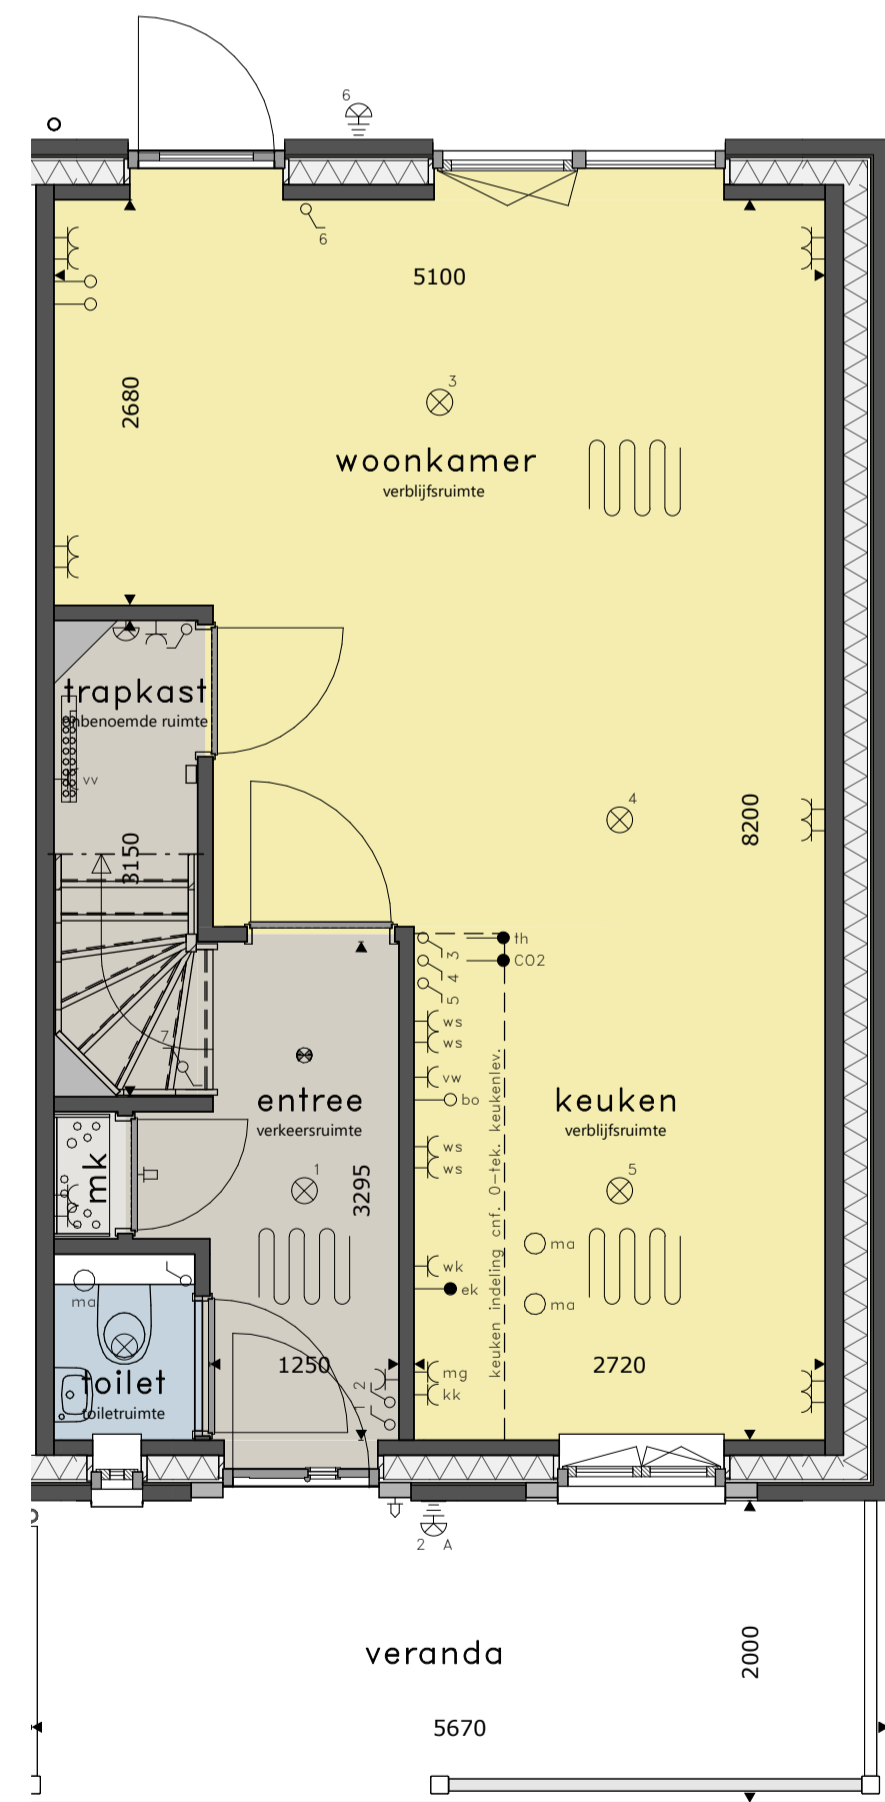 6
6
5100
2680
3
woonkamer
verblijfsruimte
trapkast
nbenoemde ruimte
vv
3150
4
8200
th
CO2
3
4
5
ws
ws
vw
bo
ws
ws
wk
ek
mg
kk
7
entree
verkeersruimte
keuken
verblijfsruimte
keuken indeling cnf. 0-tek. keukenlev.
mk
1
3295
5
ma
ma
ma
1250
2720
toilet
toiletruimte
2
1
2 A
veranda
2000
5670